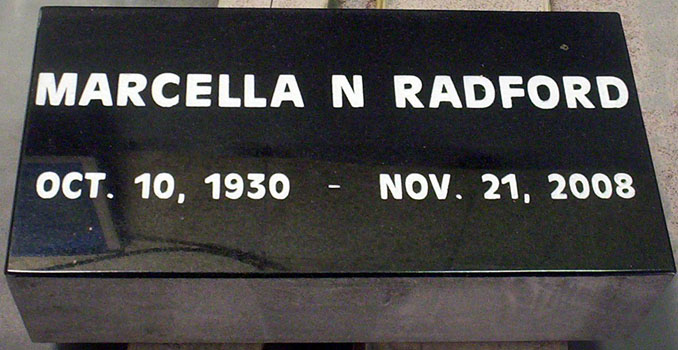 MARCELLA N RADFORD
OCT. 10, 1930 - NOV. 21, 2008